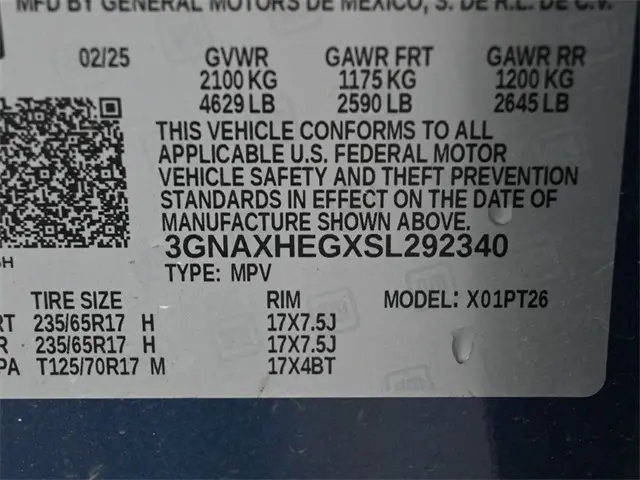 MFD BY GENERAL MOTORS DE MEXICO, S. DE R.L. DE C.V.
02/25 GVWR GAWR FRT GAWR RR
2100 KG 1175 KG 1200 KG
4629 LB 2590 LB 2645 LB
THIS VEHICLE CONFORMS TO ALL
APPLICABLE U.S. FEDERAL MOTOR
VEHICLE SAFETY AND THEFT PREVENTION
STANDARDS IN EFFECT ON THE DATE OF
MANUFACTURE SHOWN ABOVE.
3GNAXHEGXSL292340
TYPE: MPV
TIRE SIZE RIM MODEL: X01PT26
RT 235/65R17 H 17X7.5J
R 235/65R17 H 17X7.5J
PA T125/70R17 M 17X4BT